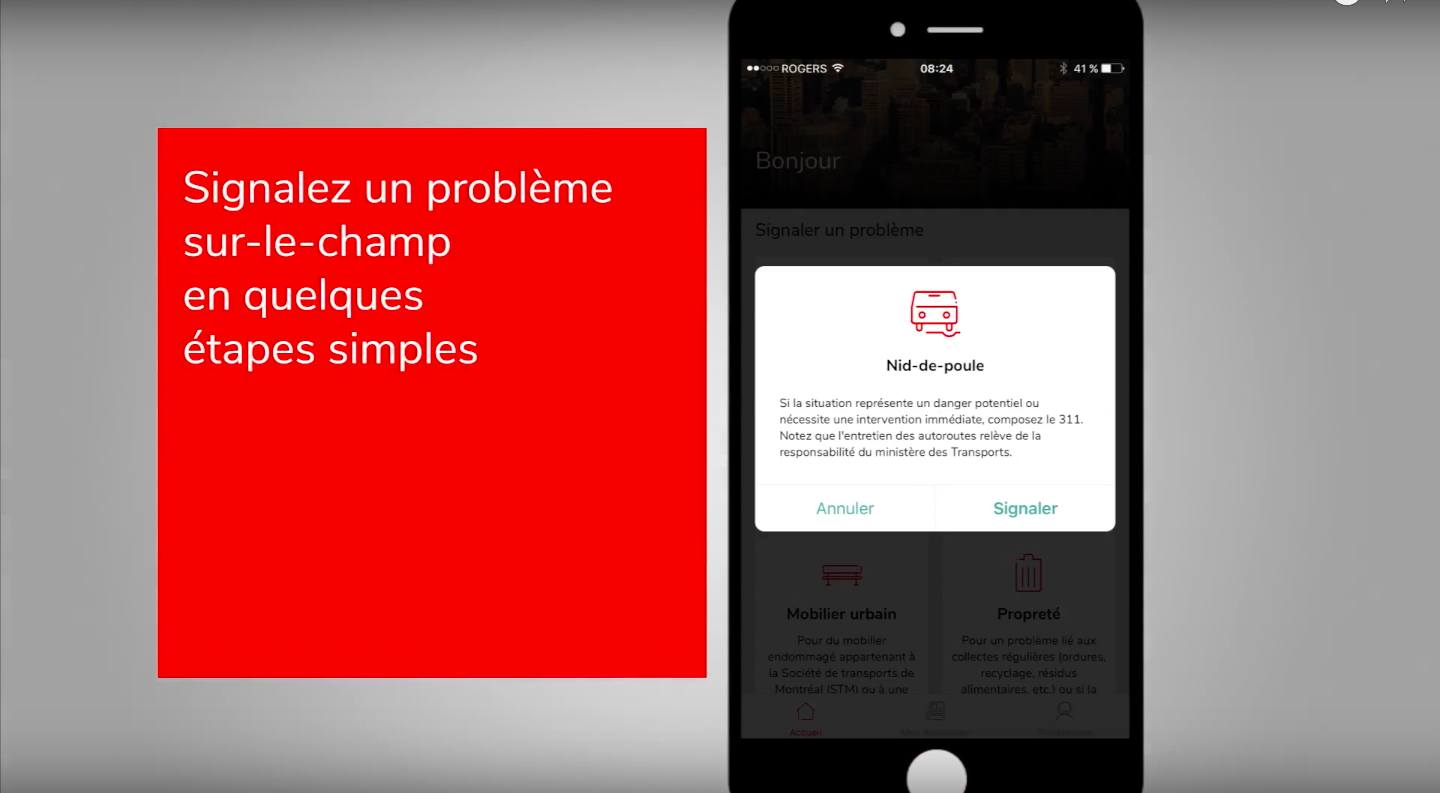 Signalez un problème
sur-le-champ
en quelques
étapes simples
ROGERS
08:24
41 %
Bonjour
Signaler un problème
Nid-de-poule
Si la situation représente un danger potentiel ou
nécessite une intervention immédiate, composez le 311.
Notez que l'entretien des autoroutes relève de la
responsabilité du ministère des Transports.
Annuler
Signaler
Mobilier urbain
Pour du mobilier
endommagé appartenant à
la Société de transports de
Montréal (STM) ou à une
Propreté
Pour un problème lié aux
collectes régulières (ordures,
recyclage, résidus
alimentaires, etc.) ou si la
Accueil